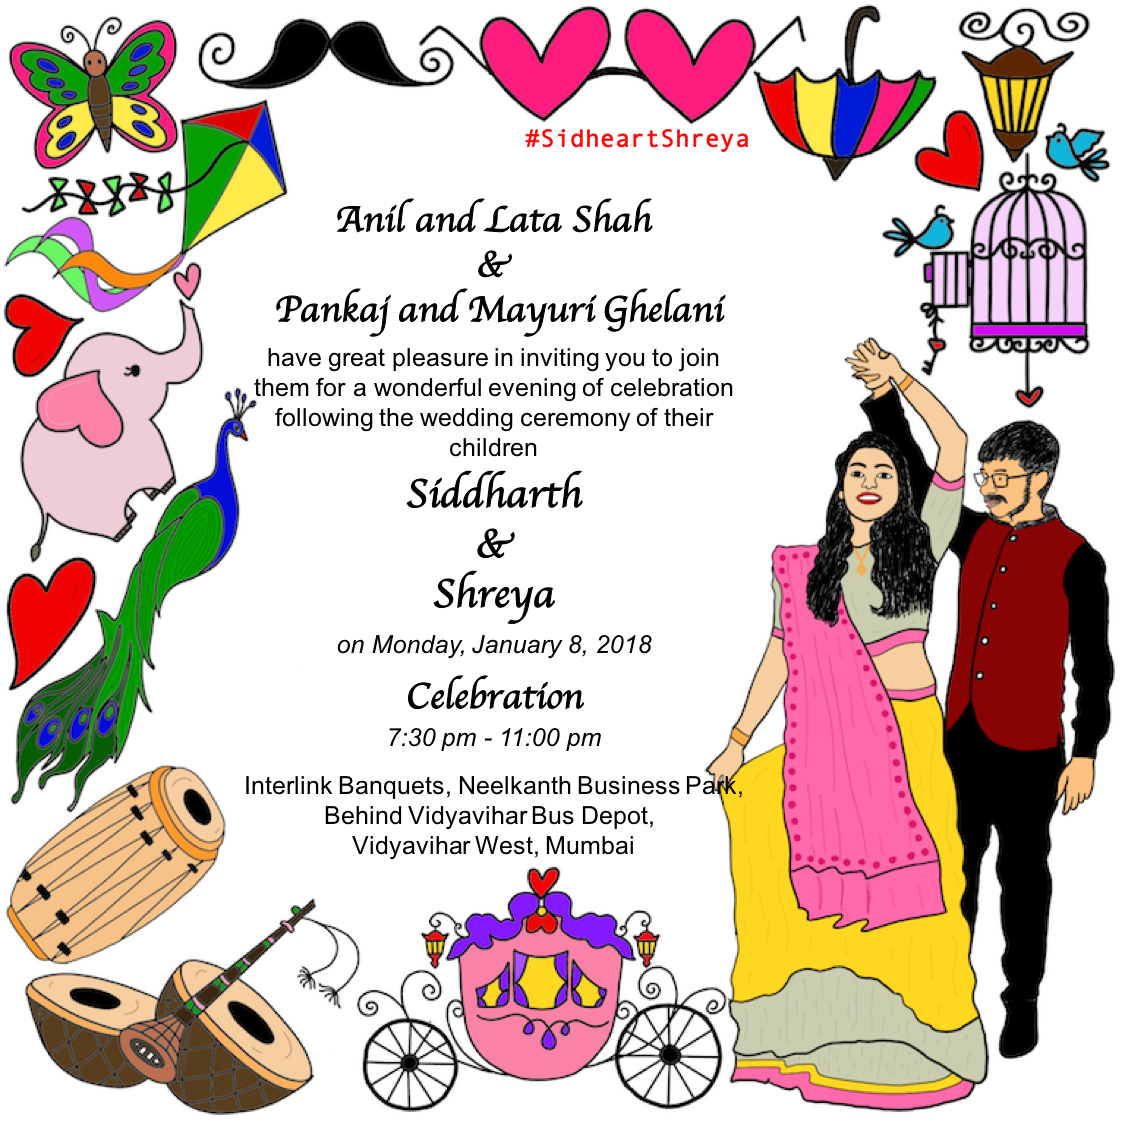 #SidheartShreya
Anil and Lata Shah
&
Pankaj and Mayuri Ghelani
have great pleasure in inviting you to join
them for a wonderful evening of celebration
following the wedding ceremony of their
children
Siddharth
&
Shreya
on Monday, January 8, 2018
Celebration
7:30 pm - 11:00 pm
Interlink Banquets, Neelkanth Business Park,
Behind Vidyavihar Bus Depot,
Vidyavihar West, Mumbai